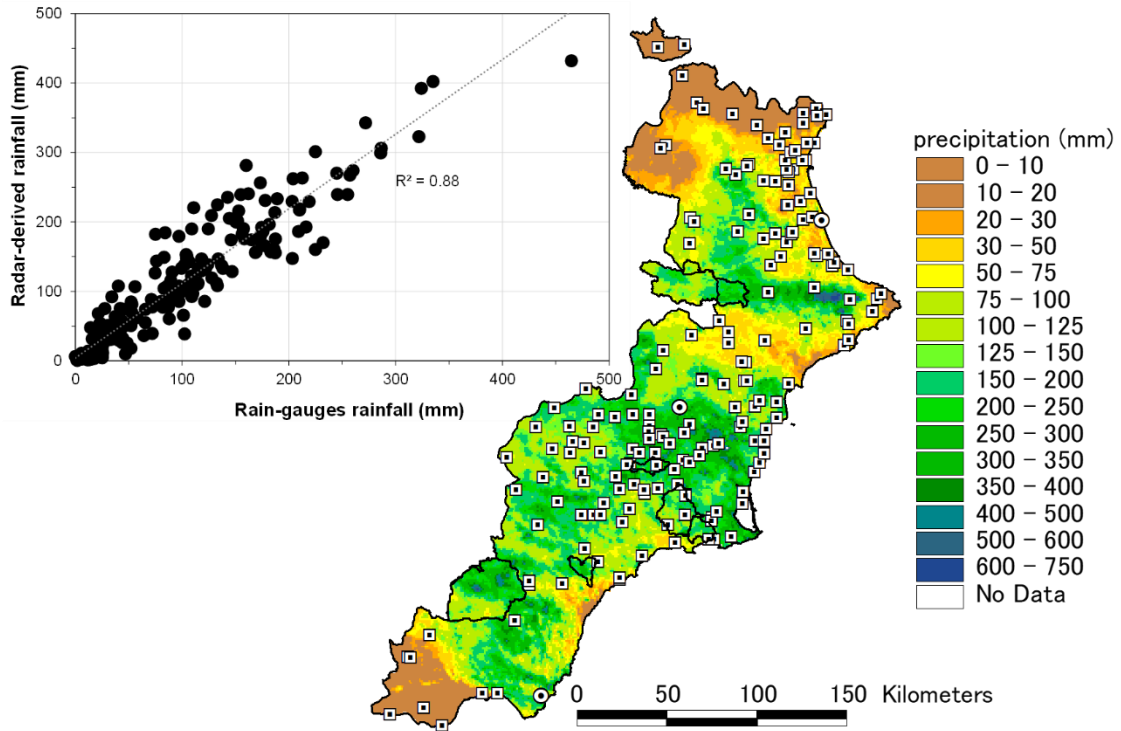 500
400
300
200
100
0
0
100
200
300
400
500
Radar-derived rainfall (mm)
Rain-gauges rainfall (mm)
R² = 0.88
precipitation (mm)
0 - 10
10 - 20
20 - 30
30 - 50
50 - 75
75 - 100
100 - 125
125 - 150
150 - 200
200 - 250
250 - 300
300 - 350
350 - 400
400 - 500
500 - 600
600 - 750
No Data
0 50 100 150 Kilometers